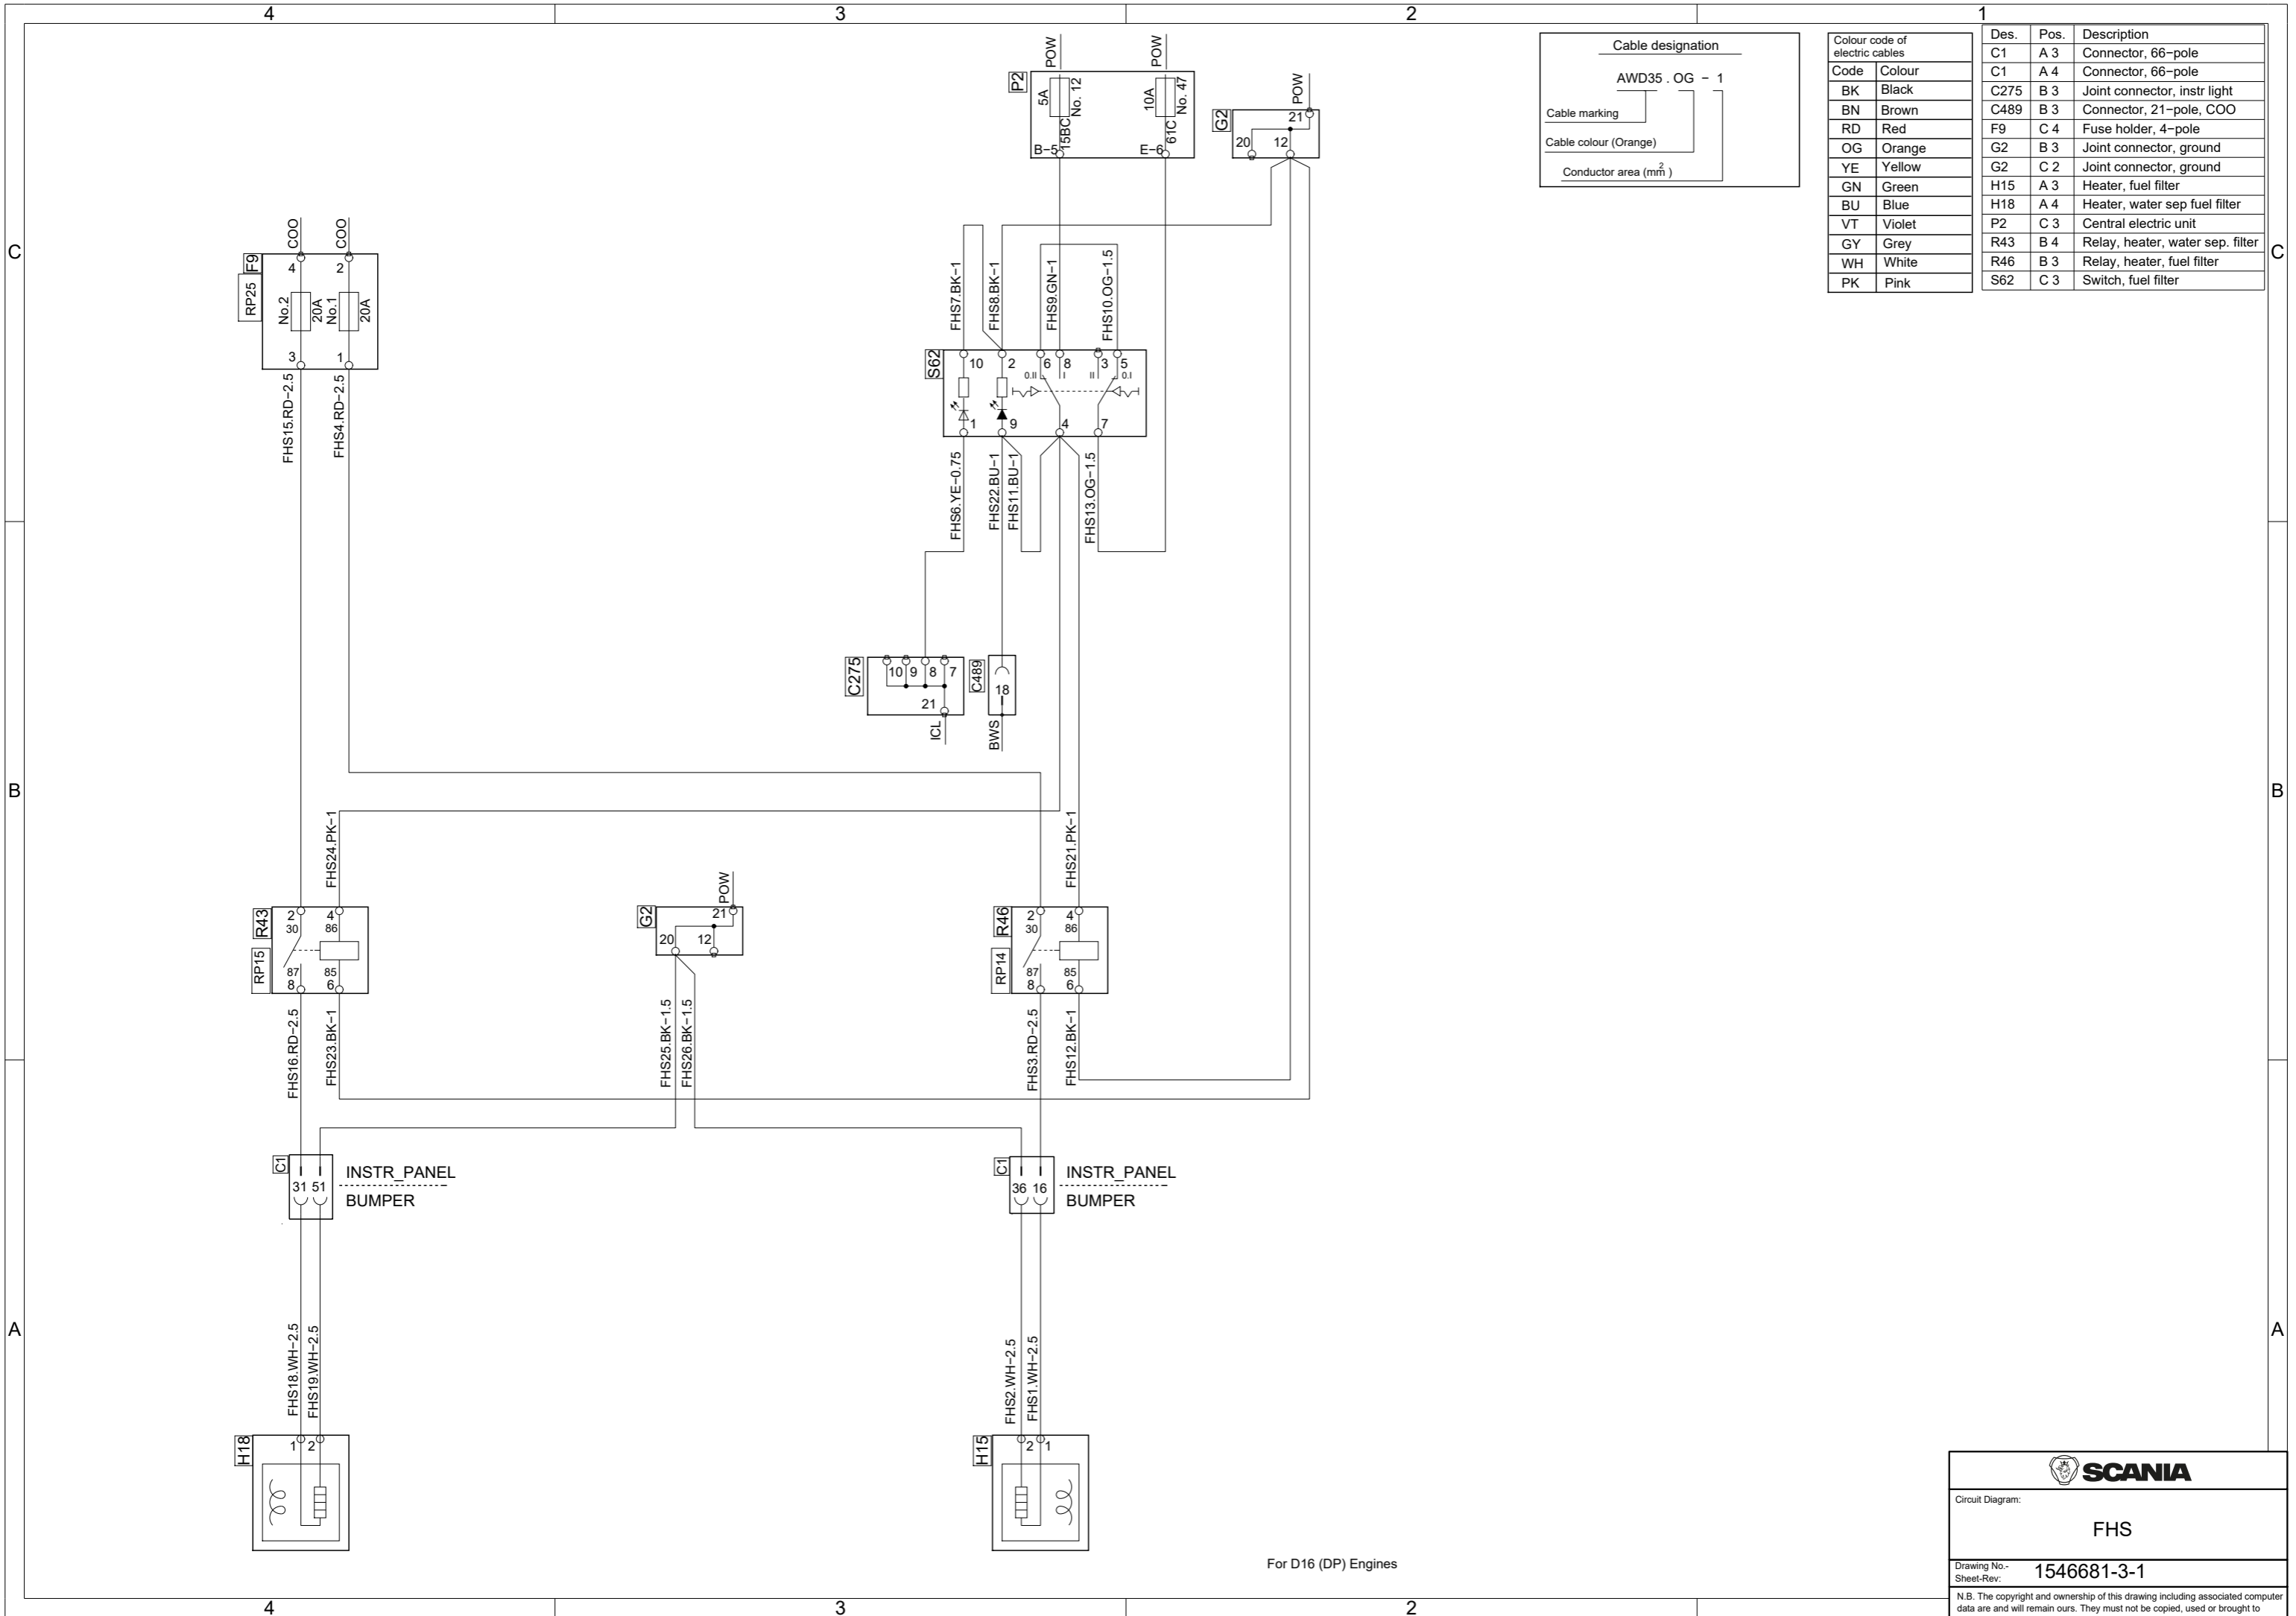 4 3 2 1
Cable designation
AWD35 . OG − 1
Cable marking
Cable colour (Orange)
Conductor area (mm2)
Colour code of
electric cables
Code Colour
BK Black
BN Brown
RD Red
OG Orange
YE Yellow
GN Green
BU Blue
VT Violet
GY Grey
WH White
PK Pink
Des. Pos. Description
C1 A 3 Connector, 66−pole
C1 A 4 Connector, 66−pole
C275 B 3 Joint connector, instr light
C489 B 3 Connector, 21−pole, COO
F9 C 4 Fuse holder, 4−pole
G2 B 3 Joint connector, ground
G2 C 2 Joint connector, ground
H15 A 3 Heater, fuel filter
H18 A 4 Heater, water sep fuel filter
P2 C 3 Central electric unit
R43 B 4 Relay, heater, water sep. filter
R46 B 3 Relay, heater, fuel filter
S62 C 3 Switch, fuel filter
POW POW
P2
5A No. 12 10A No. 47
15BC 61C
B−5 E−6
POW
G2
21
20 12
C C
COO COO
F9
RP25
4 2
No.2 20A No.1 20A
3 1
FHS15.RD−2.5 FHS4.RD−2.5
FHS7.BK−1 FHS8.BK−1 FHS9.GN−1 FHS10.OG−1.5
S62
10 2 6 8 3 5
0.II I II 0.I
1 9 4 7
FHS6.YE−0.75 FHS22.BU−1 FHS11.BU−1 FHS13.OG−1.5
C275
10 9 8 7
21
ICL
C489
18
BWS
B B
FHS24.PK−1 FHS21.PK−1
R43
RP15
2 4
30 86
87 85
8 6
G2
POW
21
20 12
R46
RP14
2 4
30 86
87 85
8 6
FHS16.RD−2.5 FHS23.BK−1 FHS25.BK−1.5 FHS26.BK−1.5 FHS3.RD−2.5 FHS12.BK−1
C1
31 51
INSTR_PANEL
BUMPER
C1
36 16
INSTR_PANEL
BUMPER
A A
FHS18.WH−2.5 FHS19.WH−2.5 FHS2.WH−2.5 FHS1.WH−2.5
H18
1 2
H15
2 1
For D16 (DP) Engines
SCANIA
Circuit Diagram:
FHS
Drawing No.-
Sheet-Rev: 1546681-3-1
N.B. The copyright and ownership of this drawing including associated computer
data are and will remain ours. They must not be copied, used or brought to
4 3 2